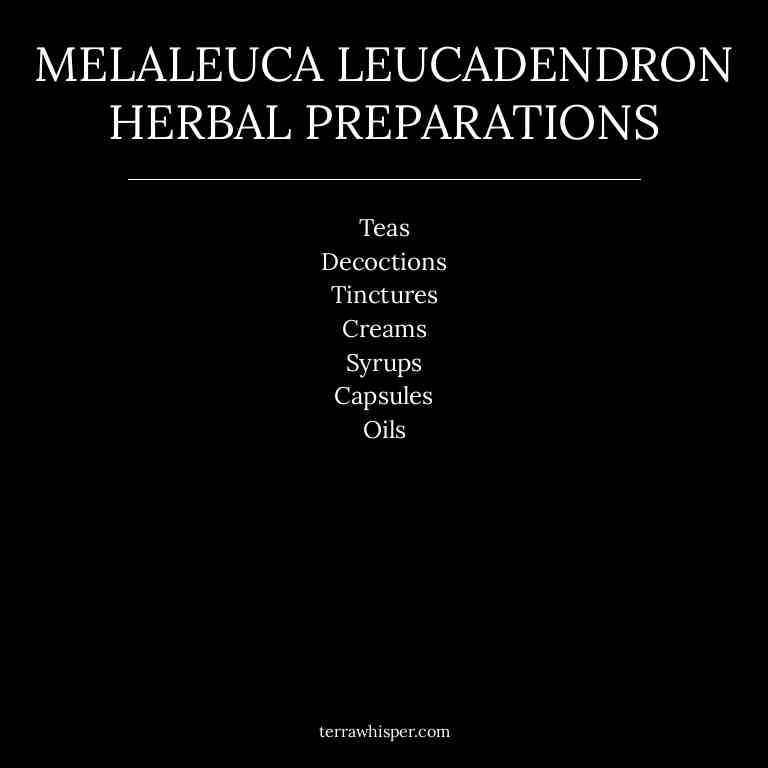 MELALEUCA LEUCADENDRON
HERBAL PREPARATIONS
Teas
Decoctions
Tinctures
Creams
Syrups
Capsules
Oils
terrawhisper.com